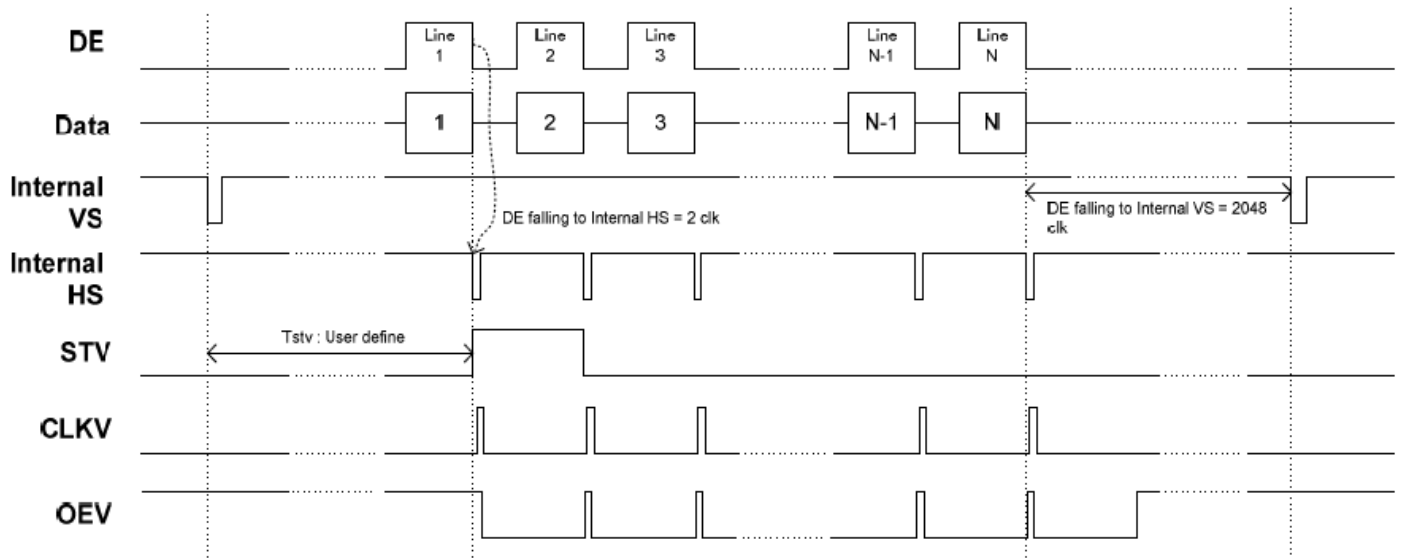 DE
Line
1
Line
2
Line
3
Line
N-1
Line
N
Data
1
2
3
N-1
N
Internal
VS
DE falling to Internal HS = 2 clk
DE falling to Internal VS = 2048
clk
Internal
HS
Tstv : User define
STV
CLKV
OEV